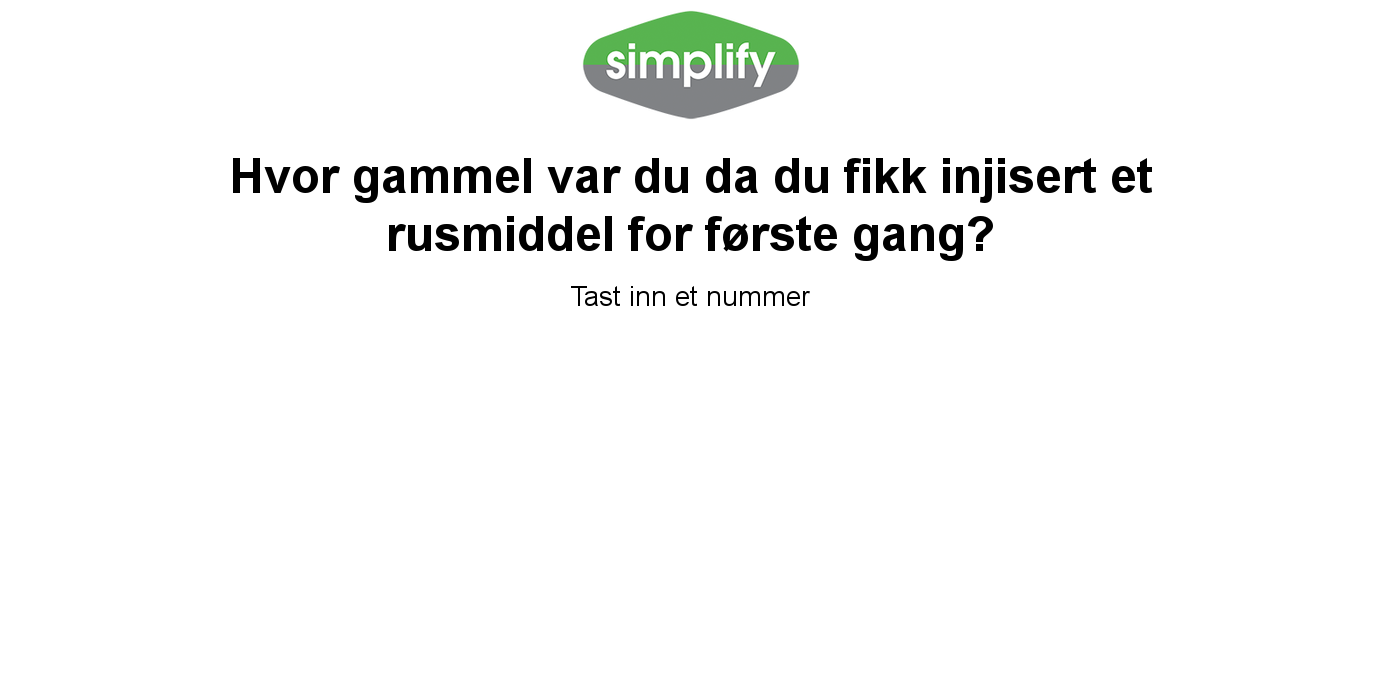 simplify
Hvor gammel var du da du fikk injisert et
rusmiddel for første gang?
Tast inn et nummer